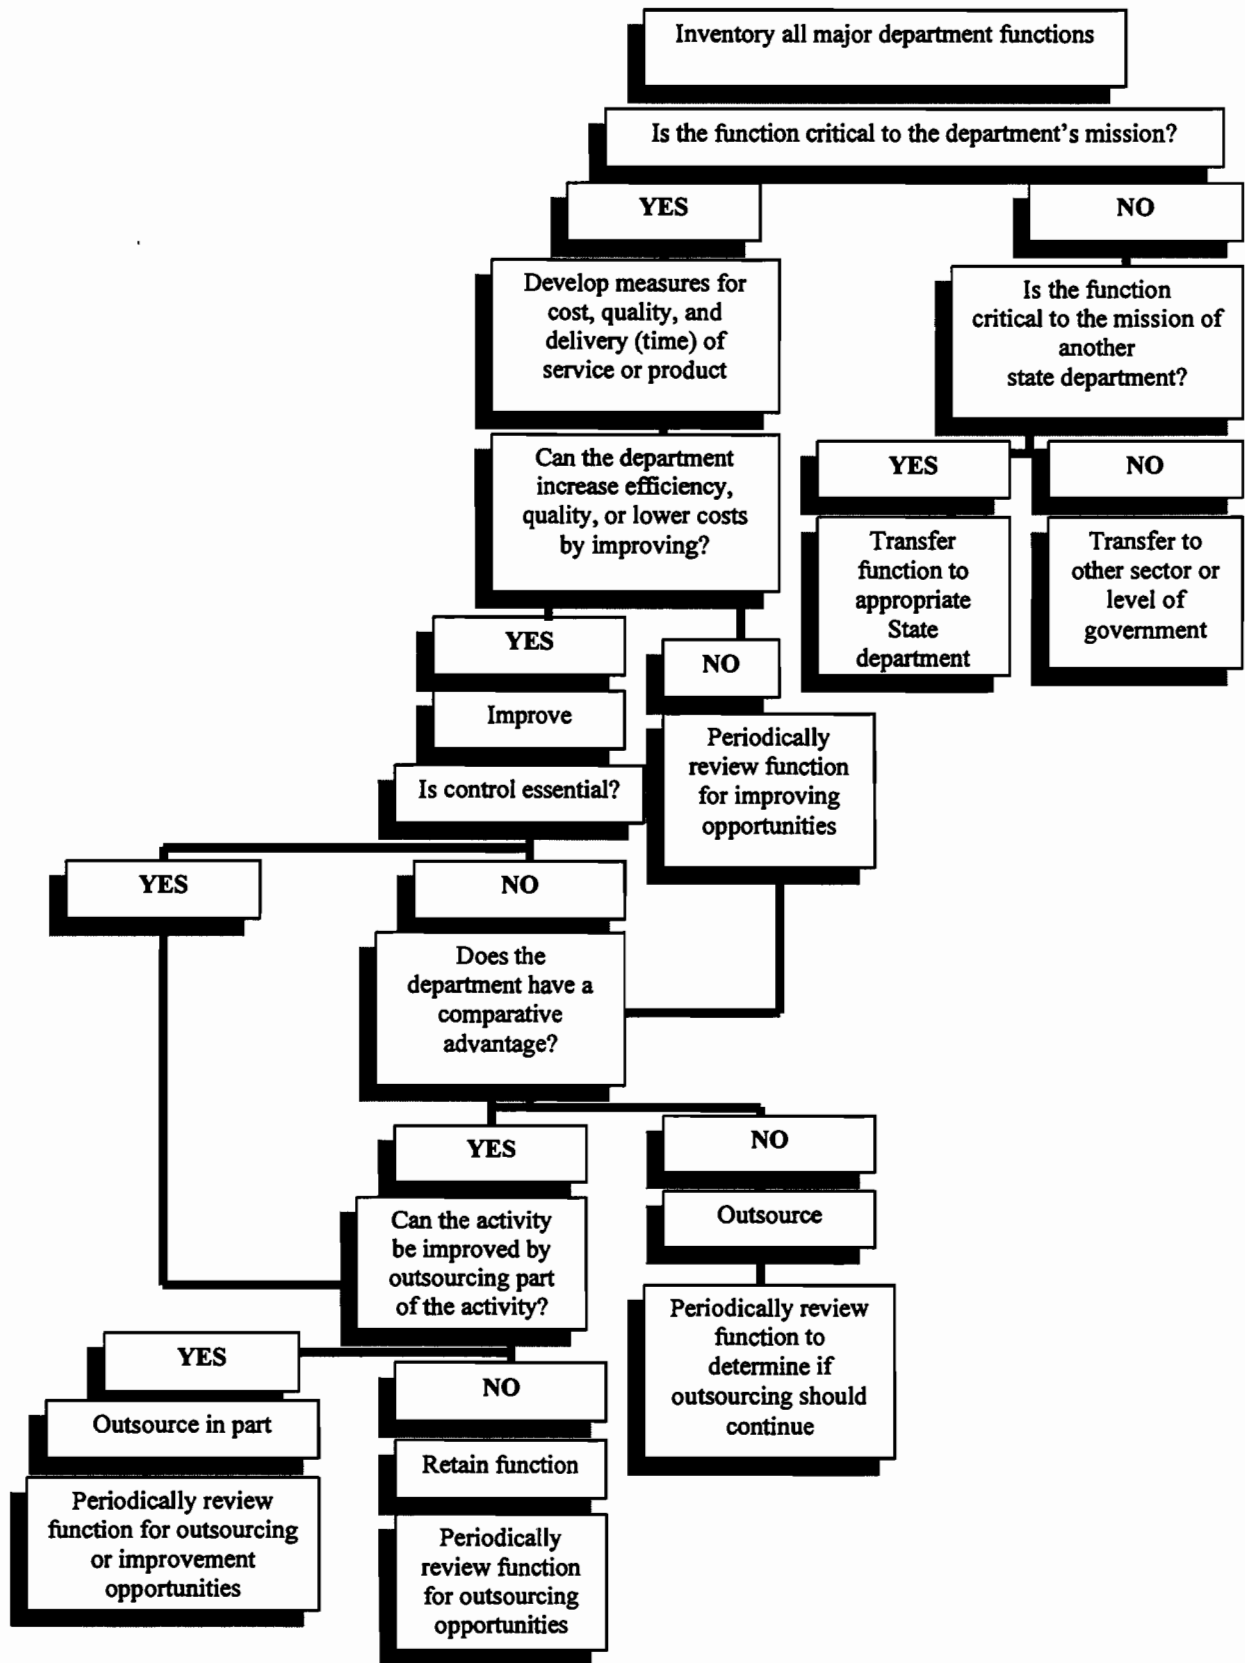 Inventory all major department functions
Is the function critical to the department's mission?
YES
NO
Develop measures for
cost, quality, and
delivery (time) of
service or product
Is the function
critical to the mission of
another
state department?
Can the department
increase efficiency,
quality, or lower costs
by improving?
YES
NO
Transfer
function to
appropriate
State
department
Transfer to
other sector or
level of
government
YES
NO
Improve
Periodically
review function
for improving
opportunities
Is control essential?
YES
NO
Does the
department have a
comparative
advantage?
YES
NO
Can the activity
be improved by
outsourcing part
of the activity?
Outsource
Periodically review
function to
determine if
outsourcing should
continue
YES
NO
Outsource in part
Retain function
Periodically review
function for outsourcing
or improvement
opportunities
Periodically
review function
for outsourcing
opportunities